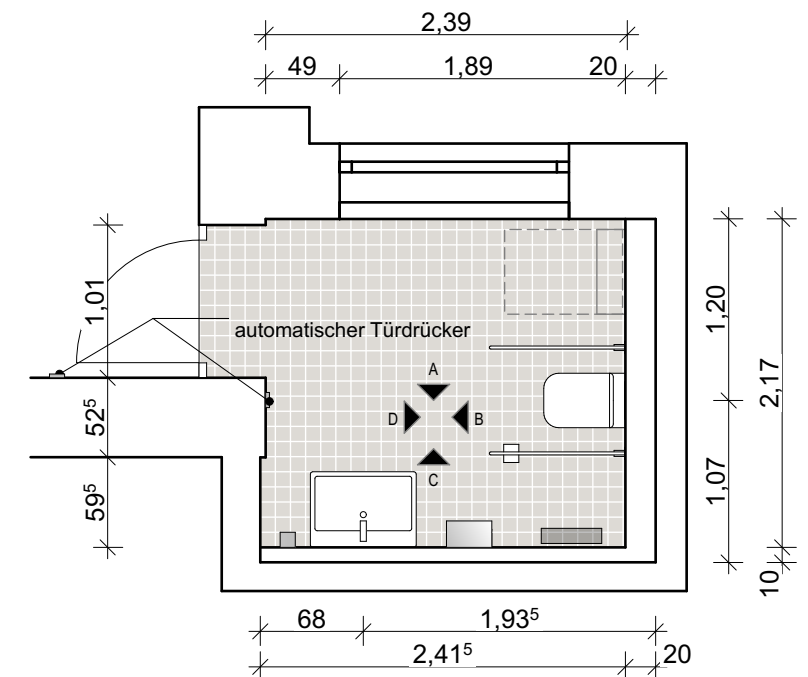 2,39
49 1,89 20
1,01
automatischer Türdrücker
1,20
A
2,17
D B
52⁵
C
1,07
59⁵
10
68 1,93⁵
2,41⁵ 20